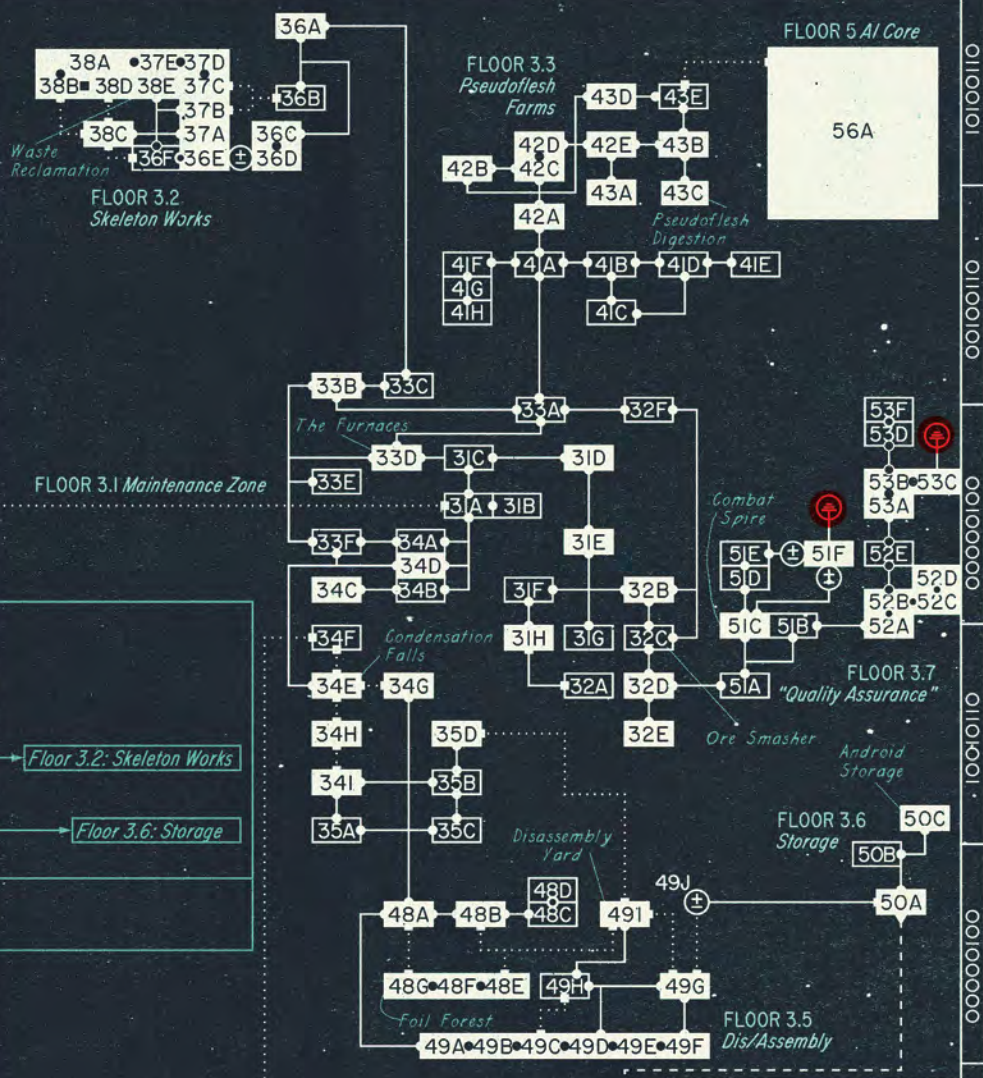 36A
FLOOR 5 AI Core
38A 37E 37D
38B 38D 38E 37C
36B
37B
38C 37A
36C
36F 36E
36D
Waste
Reclamation
FLOOR 3.2
Skeleton Works
FLOOR 3.3
Pseudoflesh
Farms
43D 43E
42D 42E 43B
42B 42C
43A 43C
42A
Pseudoflesh
Digestion
41F 41A 41B 41D 41E
41G
41H 41C
56A
33B 33C
33A 32F
The Furnaces
33D 31C 31D
FLOOR 3.1 Maintenance Zone
33E
31A 31B
33F 34A 31E
34D
34C 34B 31F 32B
31H 31G 32C
34F
Condensation
Falls
34E 34G 32A 32D 51A
34H 35D 32E
Ore Smasher
34I 35B
35A 35C
53F
53D
53B 53C
53A
Combat
Spire
51E 51F 52E
51D 52D
51C 51B 52B 52C
52A
FLOOR 3.7
"Quality Assurance"
Floor 3.2: Skeleton Works
Floor 3.6: Storage
Android
Storage
50C
FLOOR 3.6
Storage
50B
50A
Disassembly
Yard
48D 49J
48A 48B 48C 49I
48G 48F 48E 49H 49G
Foil Forest
FLOOR 3.5
Dis/Assembly
49A 49B 49C 49D 49E 49F
1010010
00100110
00000100
1001010
00000100